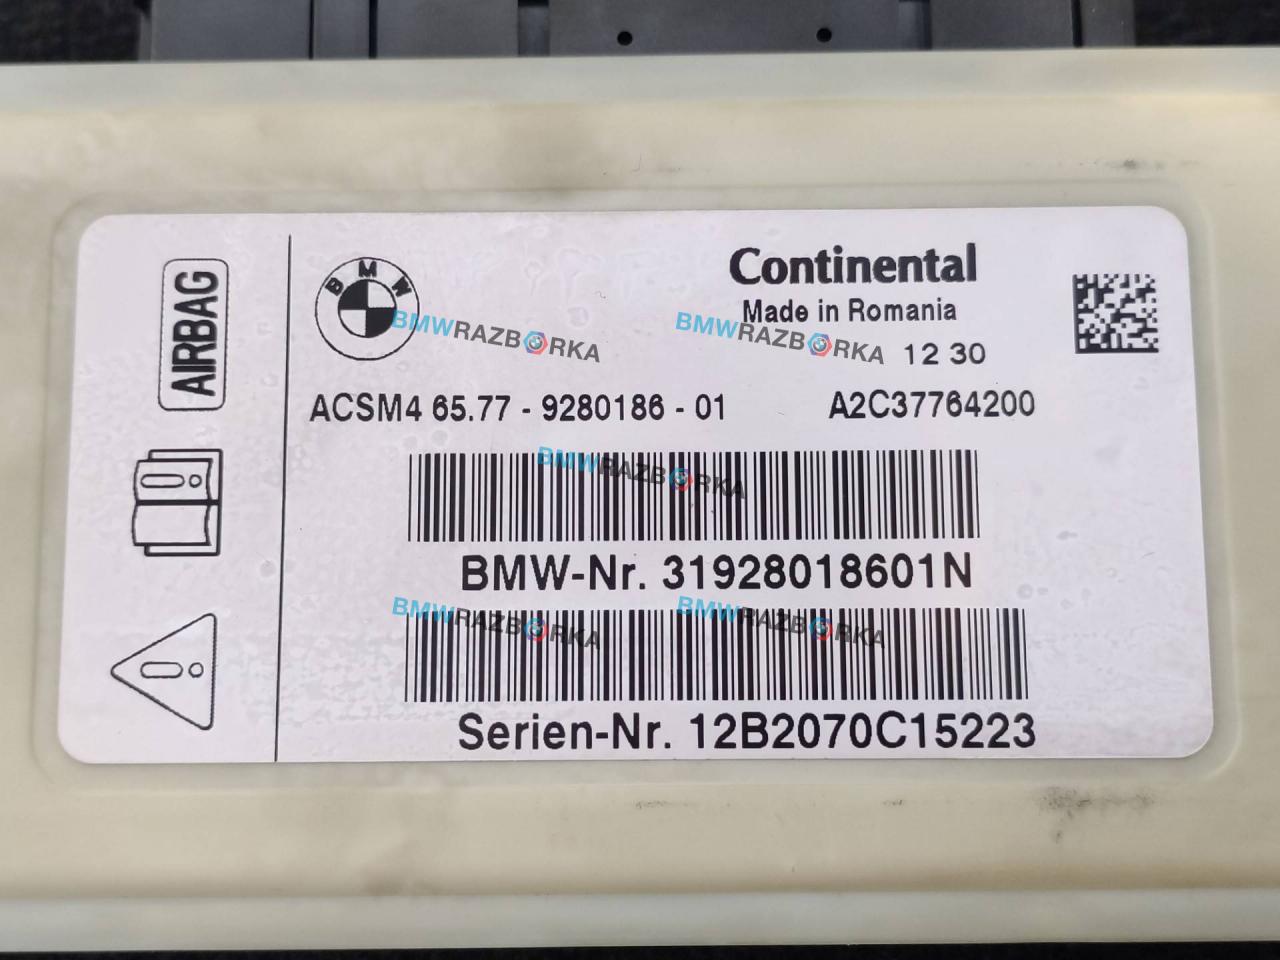 AIRBAG
BMW
Continental
Made in Romania
BMWRAZBORKA
BMWRAZBORKA
12 30
ACSM4 65.77 - 9280186 - 01 A2C37764200
BMWRAZBORKA
BMW-Nr. 31928018601N
BMWRAZBORKA
BMWRAZBORKA
Serien-Nr. 12B2070C15223